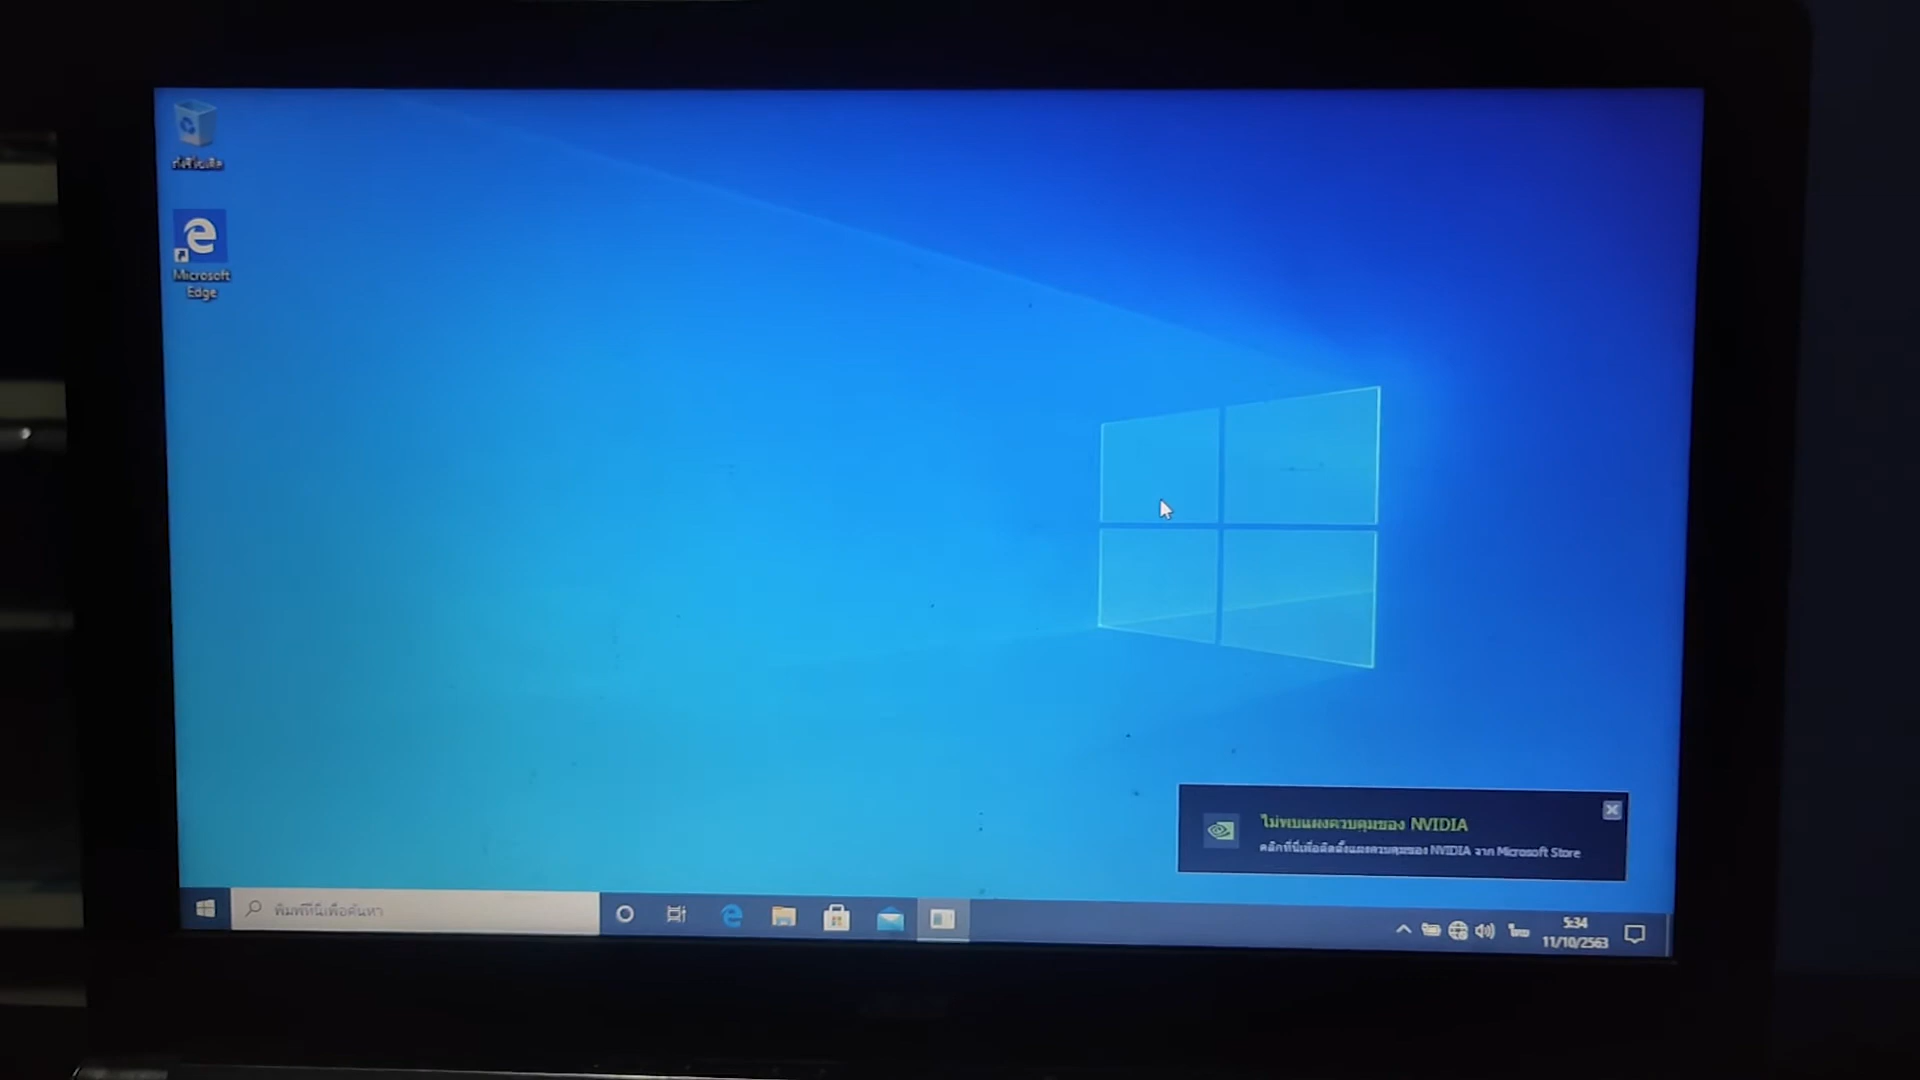 ถังรีไซเคิล
Microsoft
Edge
ไม่พบแผงควบคุมของ NVIDIA
คลิกที่นี่เพื่อติดตั้งแผงควบคุมของ NVIDIA จาก Microsoft Store
พิมพ์ที่นี่เพื่อค้นหา
ไทย
5:34
11/10/2563